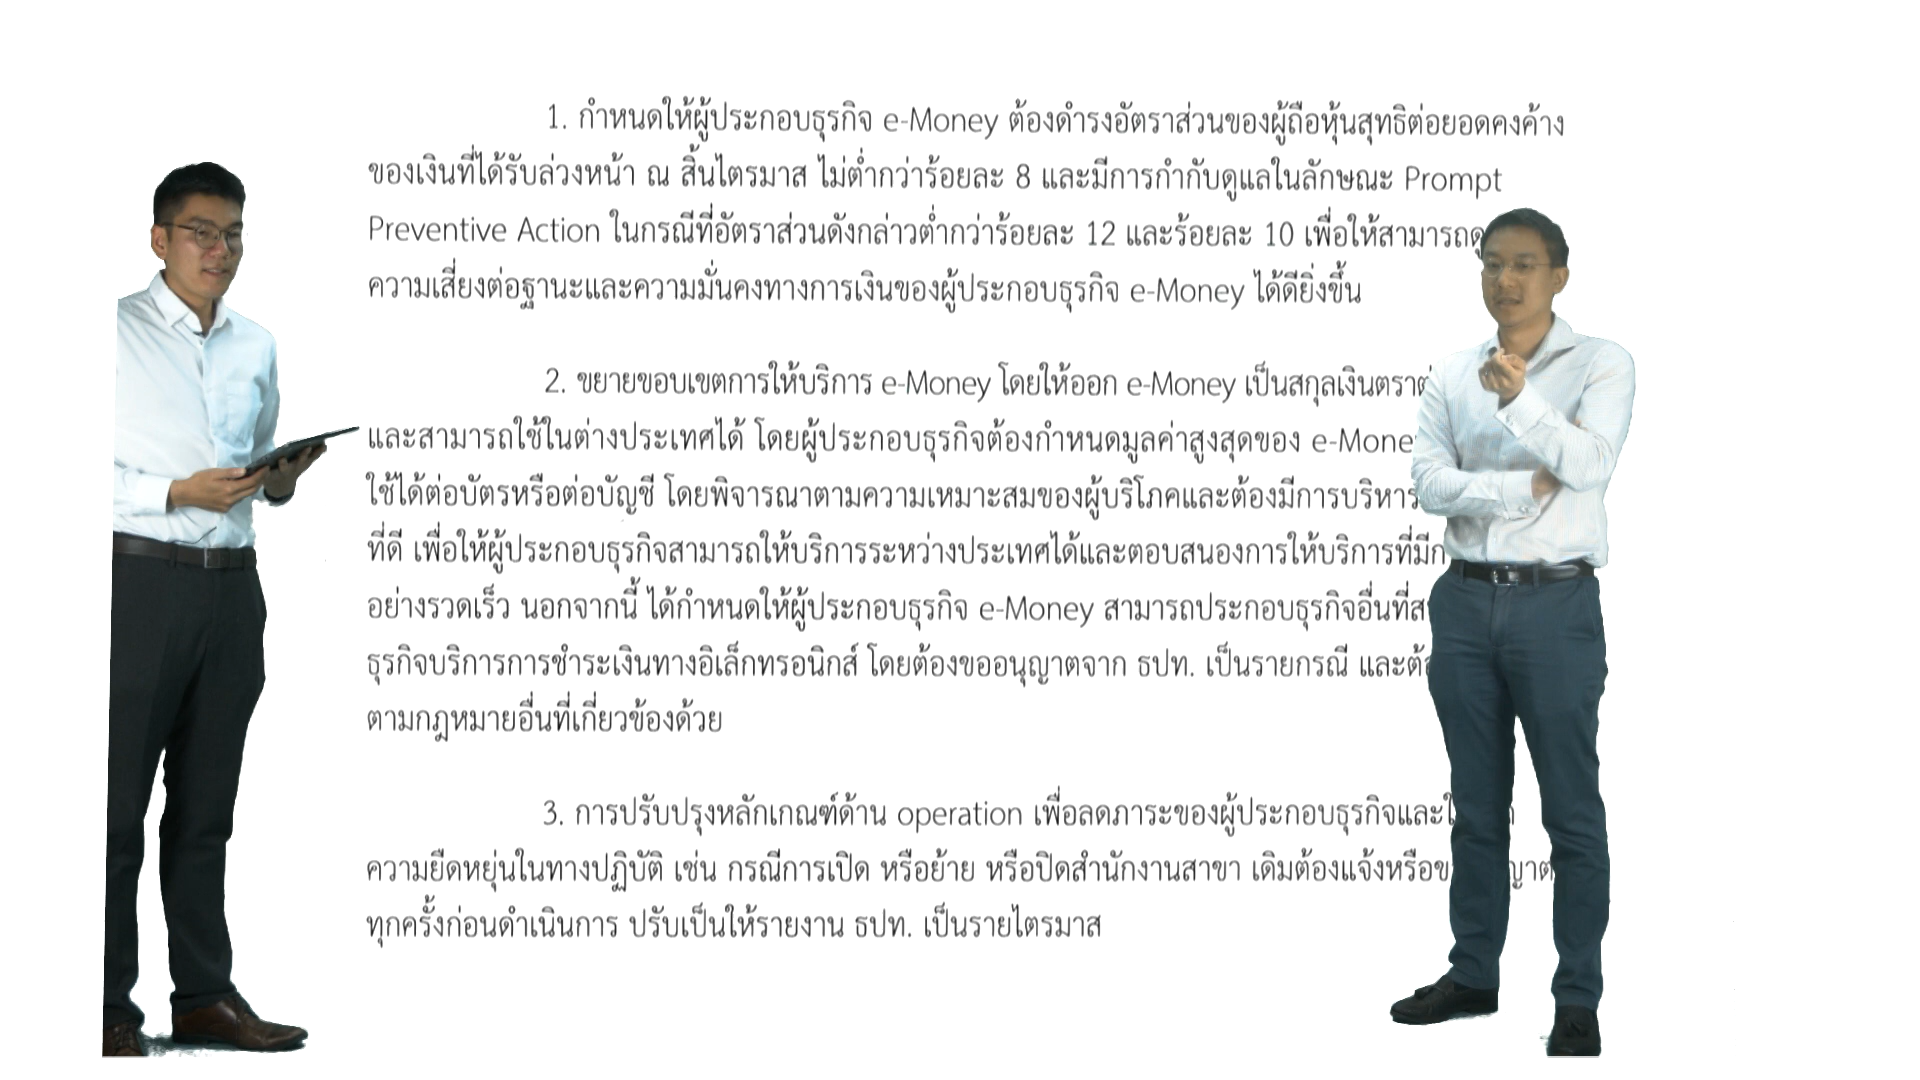 1. กำหนดให้ผู้ประกอบธุรกิจ e-Money ต้องดำรงอัตราส่วนของผู้ถือหุ้นสุทธิต่อยอดคงค้าง
ของเงินที่ได้รับล่วงหน้า ณ สิ้นไตรมาส ไม่ต่ำกว่าร้อยละ 8 และมีการกำกับดูแลในลักษณะ Prompt
Preventive Action ในกรณีที่อัตราส่วนดังกล่าวต่ำกว่าร้อยละ 12 และร้อยละ 10 เพื่อให้สามารถ
ความเสี่ยงต่อฐานะและความมั่นคงทางการเงินของผู้ประกอบธุรกิจ e-Money ได้ดียิ่งขึ้น
2. ขยายขอบเขตการให้บริการ e-Money โดยให้ออก e-Money เป็นสกุลเงินตรา
และสามารถใช้ในต่างประเทศได้ โดยผู้ประกอบธุรกิจต้องกำหนดมูลค่าสูงสุดของ
ใช้ได้ต่อบัตรหรือต่อบัญชี โดยพิจารณาตามความเหมาะสมของผู้บริโภคและต้องมีการบริหาร
ที่ดี เพื่อให้ผู้ประกอบธุรกิจสามารถให้บริการระหว่างประเทศได้และตอบสนองการให้บริการที่มี
อย่างรวดเร็ว นอกจากนี้ ได้กำหนดให้ผู้ประกอบธุรกิจ e-Money สามารถประกอบธุรกิจอื่นที่
ธุรกิจบริการการชำระเงินทางอิเล็กทรอนิกส์ โดยต้องขออนุญาตจาก ธปท. เป็นรายกรณี และ
ตามกฎหมายอื่นที่เกี่ยวข้องด้วย
3. การปรับปรุงหลักเกณฑ์ด้าน operation เพื่อลดภาระของผู้ประกอบธุรกิจและ
ความยืดหยุ่นในทางปฏิบัติ เช่น กรณีการเปิด หรือย้าย หรือปิดสำนักงานสาขา เดิมต้องแจ้งหรือ
ทุกครั้งก่อนดำเนินการ ปรับเป็นให้รายงาน ธปท. เป็นรายไตรมาส